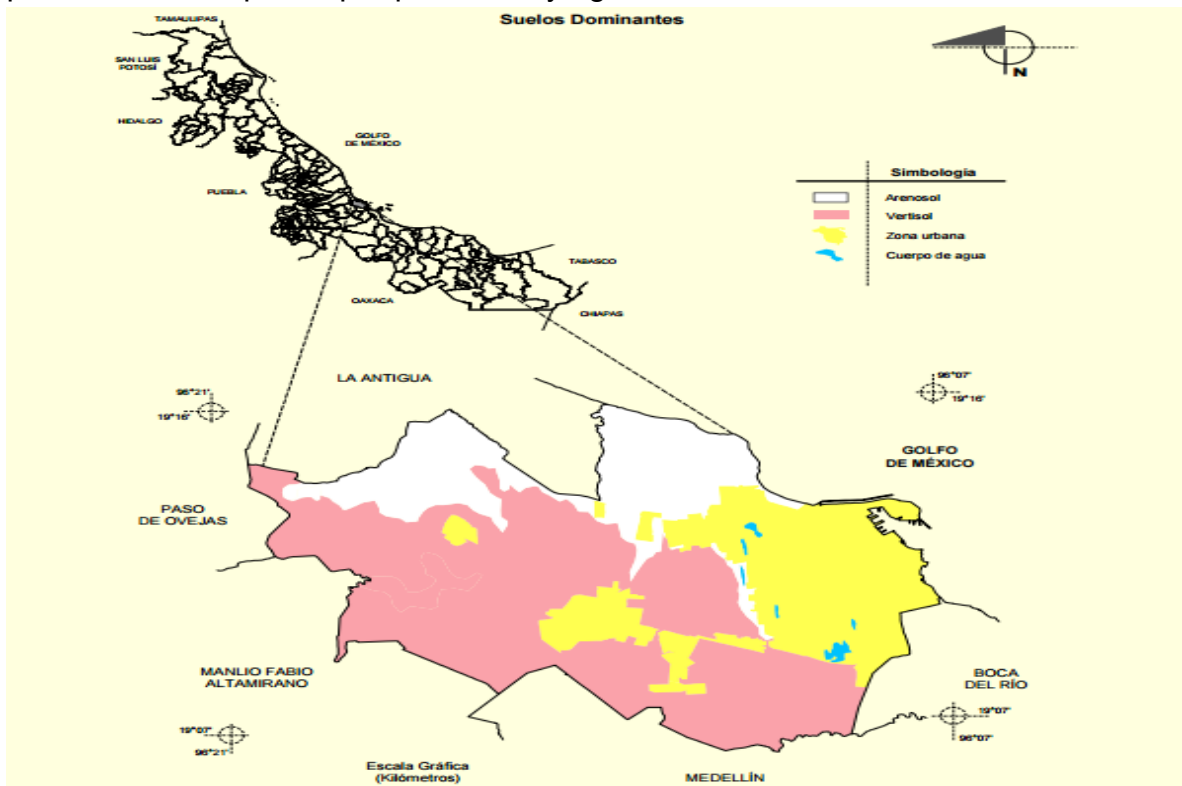 Suelos Dominantes
TAMAULIPAS
SAN LUIS
POTOSÍ
HIDALGO
GOLFO
DE MÉXICO
PUEBLA
TABASCO
OAXACA
CHIAPAS
N
Simbología
Arenosol
Vertisol
Zona urbana
Cuerpo de agua
LA ANTIGUA
96°21'
19°16'
96°07'
19°16'
GOLFO
DE MÉXICO
PASO
DE OVEJAS
MANLIO FABIO
ALTAMIRANO
BOCA
DEL RÍO
19°07'
96°21'
19°07'
96°07'
Escala Gráfica
(Kilómetros)
MEDELLÍN